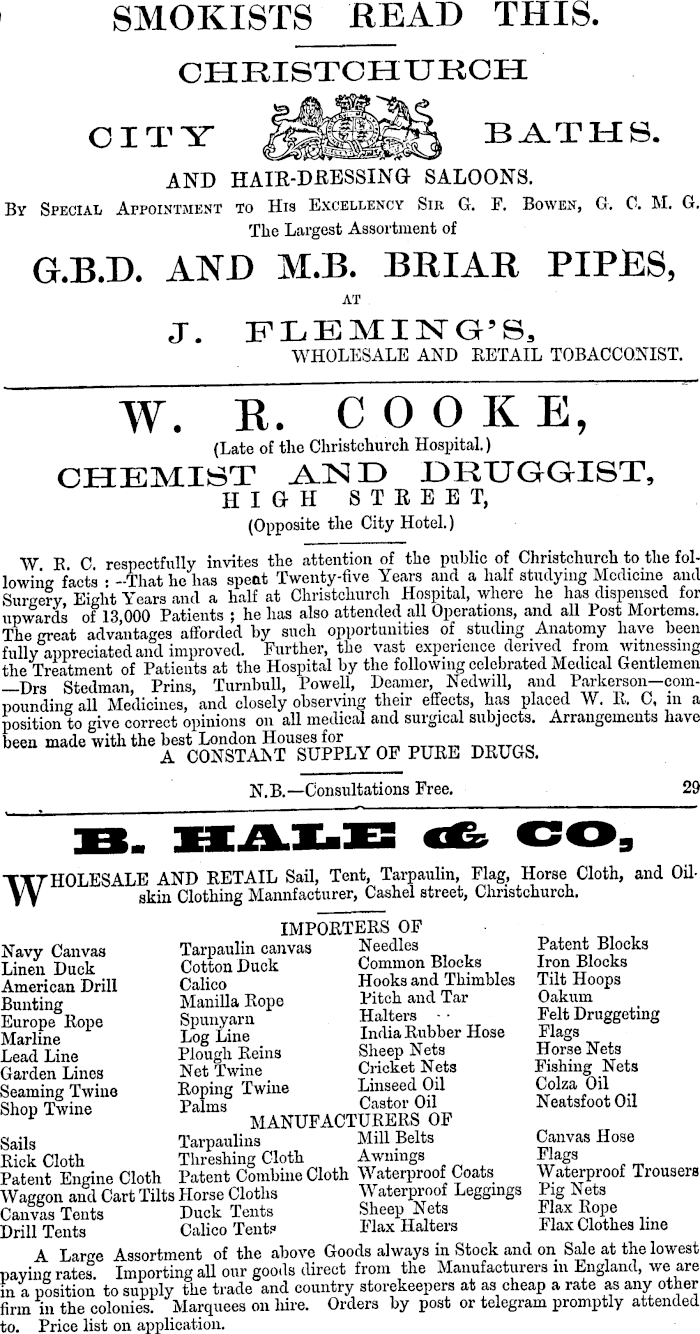 SMOKISTS READ THIS.
CHRISTCHURCH
CITY BATHS.
AND HAIR-DRESSING SALOONS.
BY SPECIAL APPOINTMENT TO HIS EXCELLENCY SIR G. F. BOWEN, G. C. M. G.
The Largest Assortment of
G.B.D. AND M.B. BRIAR PIPES,
AT
J. FLEMING'S,
WHOLESALE AND RETAIL TOBACCONIST.
W. R. COOKE,
(Late of the Christchurch Hospital.)
CHEMIST AND DRUGGIST,
HIGH STREET,
(Opposite the City Hotel.)
W. R. C. respectfully invites the attention of the public of Christchurch to the fol-
lowing facts :--That he has spent Twenty-five Years and a half studying Medicine and
Surgery, Eight Years and a half at Christchurch Hospital, where he has dispensed for
upwards of 13,000 Patients ; he has also attended all Operations, and all Post Mortems.
The great advantages afforded by such opportunities of studing Anatomy have been
fully appreciated and improved. Further, the vast experience derived from witnessing
the Treatment of Patients at the Hospital by the following celebrated Medical Gentlemen
—Drs Stedman, Prins, Turnbull, Powell, Deamer, Nedwill, and Parkerson—com-
pounding all Medicines, and closely observing their effects, has placed W. R. C, in a
position to give correct opinions on all medical and surgical subjects. Arrangements have
been made with the best London Houses for
A CONSTANT SUPPLY OF PURE DRUGS.
N.B.—Consultations Free. 29
B. HALE & CO,
WHOLESALE AND RETAIL Sail, Tent, Tarpaulin, Flag, Horse Cloth, and Oil-
skin Clothing Mannfacturer, Cashel street, Christchurch.
IMPORTERS OF
Navy Canvas Tarpaulin canvas Needles Patent Blocks
Linen Duck Cotton Duck Common Blocks Iron Blocks
American Drill Calico Hooks and Thimbles Tilt Hoops
Bunting Manilla Rope Pitch and Tar Oakum
Europe Rope Spunyarn Halters Felt Druggeting
Marline Log Line India Rubber Hose Flags
Lead Line Plough Reins Sheep Nets Horse Nets
Garden Lines Net Twine Cricket Nets Fishing Nets
Seaming Twine Roping Twine Linseed Oil Colza Oil
Shop Twine Palms Castor Oil Neatsfoot Oil
MANUFACTURERS OF
Sails Tarpaulins Mill Belts Canvas Hose
Rick Cloth Threshing Cloth Awnings Flags
Patent Engine Cloth Patent Combine Cloth Waterproof Coats Waterproof Trousers
Waggon and Cart Tilts Horse Cloths Waterproof Leggings Pig Nets
Canvas Tents Duck Tents Sheep Nets Flax Rope
Drill Tents Calico Tents Flax Halters Flax Clothes line
A Large Assortment of the above Goods always in Stock and on Sale at the lowest
paying rates. Importing all our goods direct from the Manufacturers in England, we are
in a position to supply the trade and country storekeepers at as cheap a rate as any other
firm in the colonies. Marquees on hire. Orders by post or telegram promptly attended
to. Price list on application.